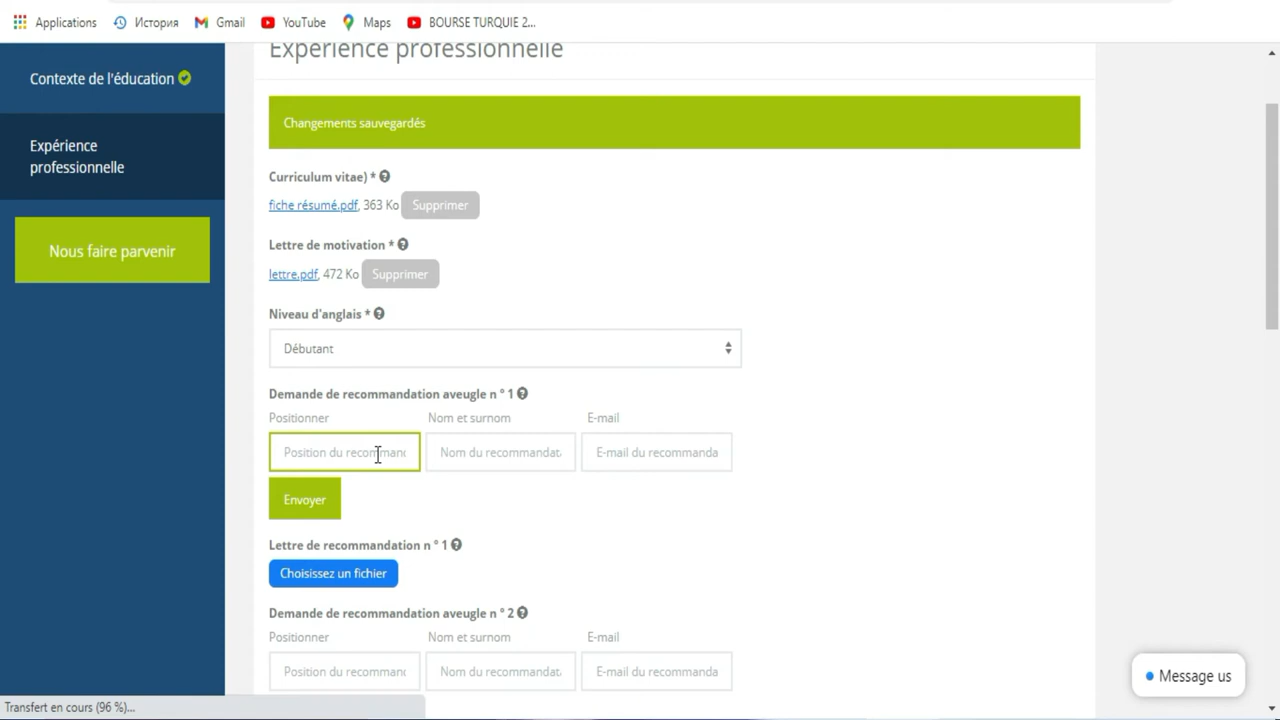 Applications История Gmail YouTube Maps BOURSE TURQUIE 2...
Expérience professionnelle
Contexte de l'éducation
Expérience
professionnelle
Nous faire parvenir
Changements sauvegardés
Curriculum vitae) *
fiche résumé.pdf, 363 Ko Supprimer
Lettre de motivation *
lettre.pdf, 472 Ko Supprimer
Niveau d'anglais *
Débutant
Demande de recommandation aveugle n ° 1
Positionner Nom et surnom E-mail
Position du recommanc Nom du recommandat E-mail du recommanda
Envoyer
Lettre de recommandation n ° 1
Choisissez un fichier
Demande de recommandation aveugle n ° 2
Positionner Nom et surnom E-mail
Position du recommanc Nom du recommandat E-mail du recommanda
Message us
Transfert en cours (96 %)...